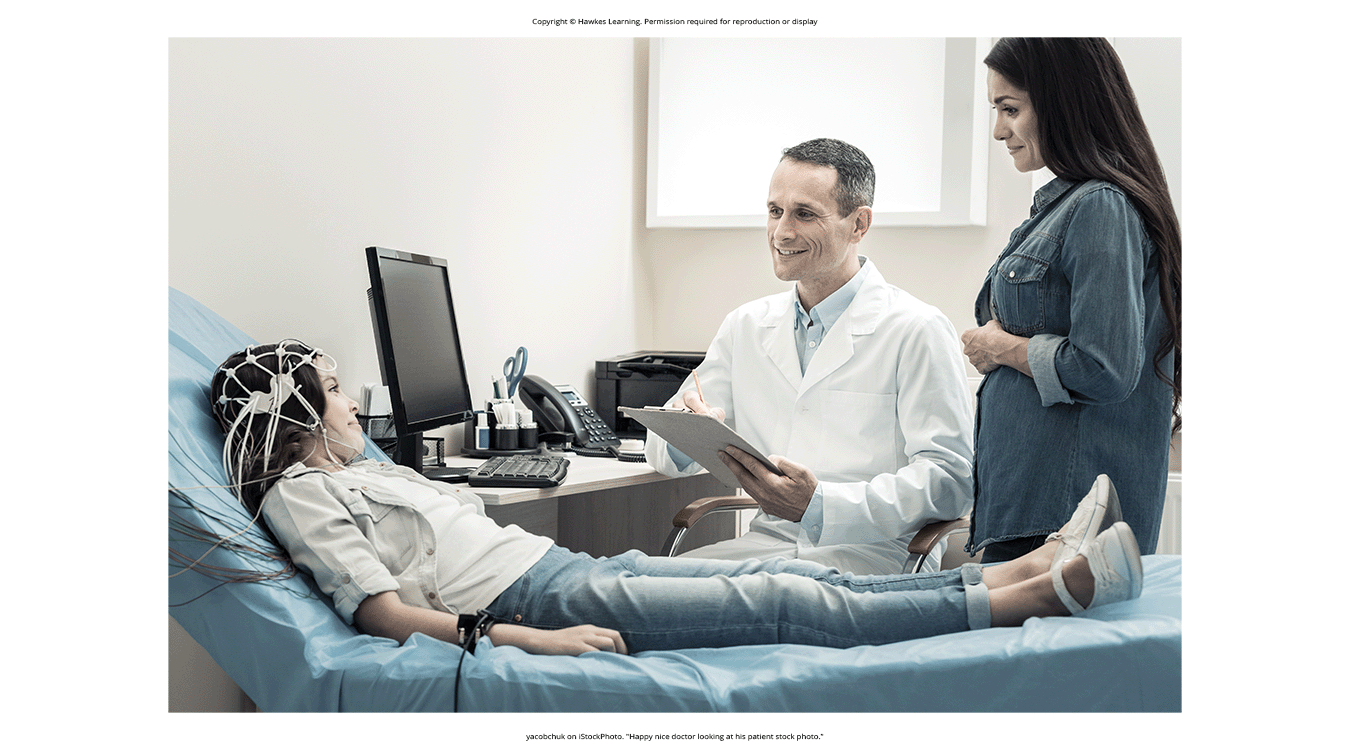 Copyright © Hawkes Learning. Permission required for reproduction or display
yacobchuk on iStockPhoto. "Happy nice doctor looking at his patient stock photo."